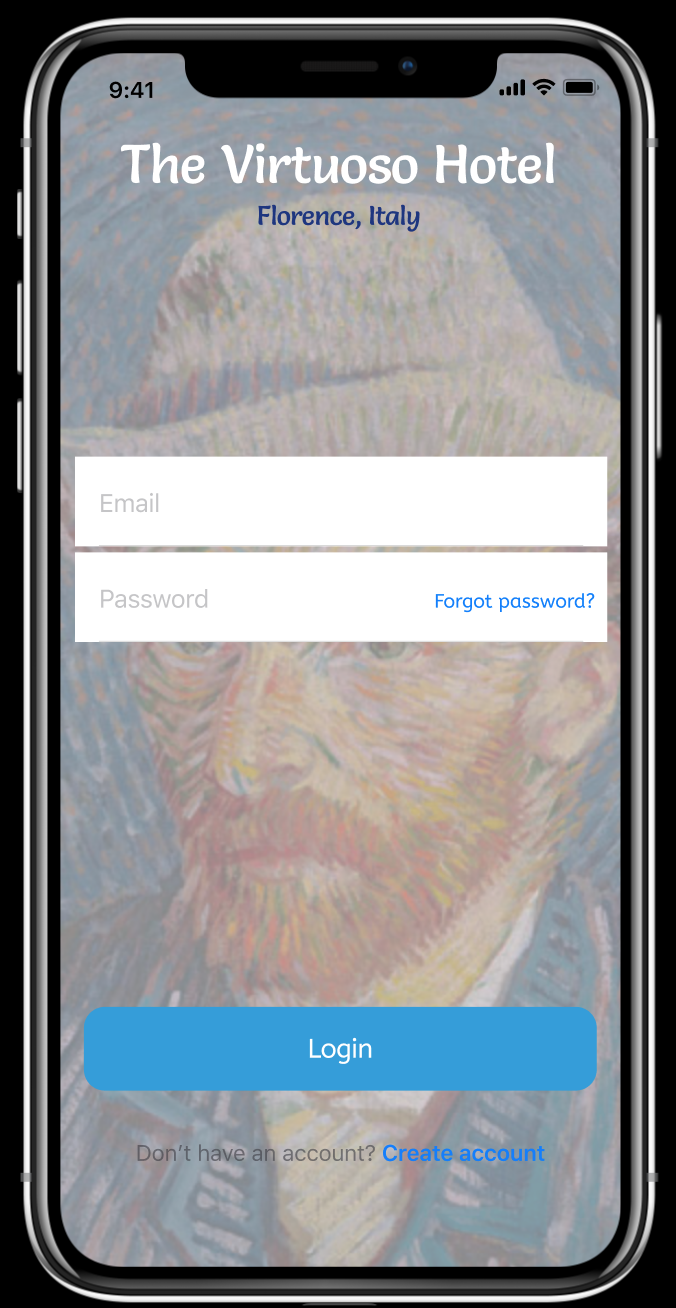 9:41
The Virtuoso Hotel
Florence, Italy
Email
Password Forgot password?
Login
Don’t have an account? Create account